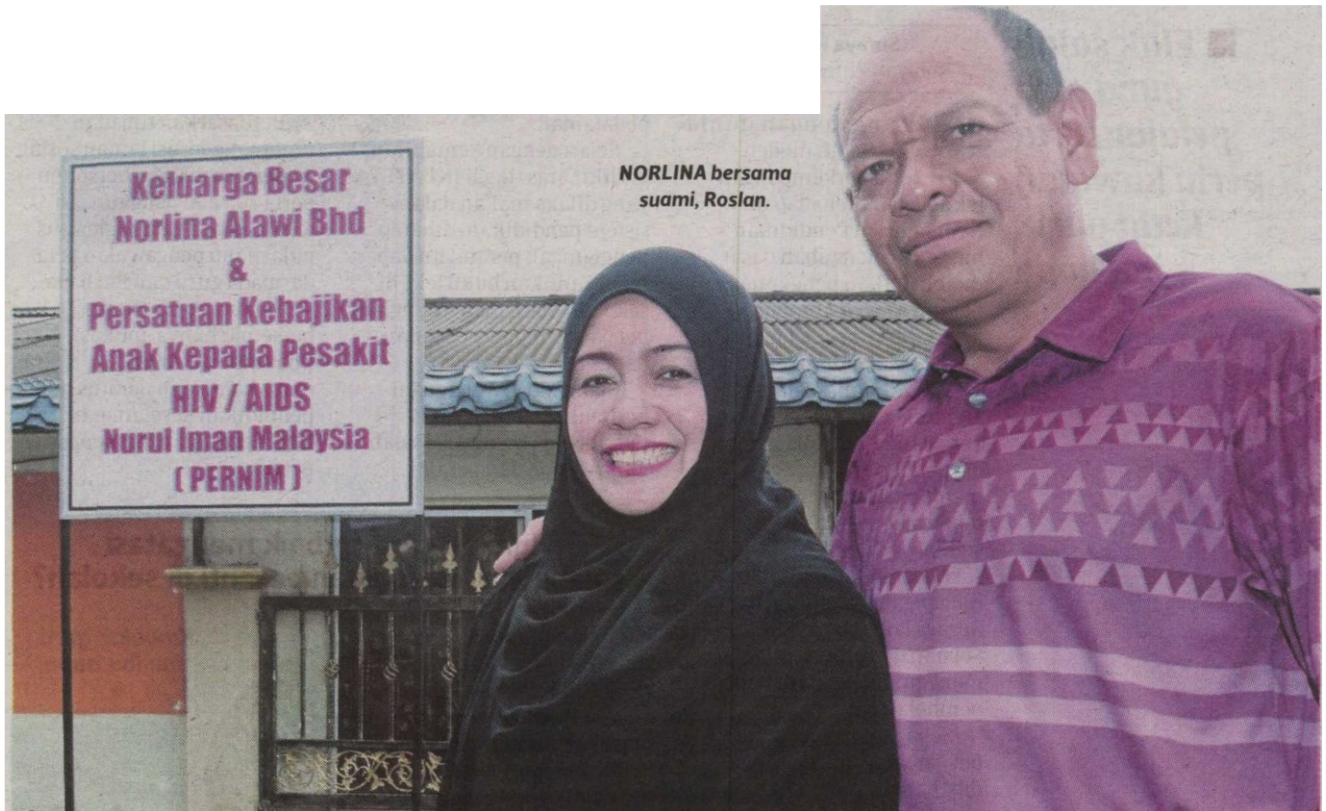 Keluarga Besar
Norlina Alawi Bhd
&
Persatuan Kebajikan
Anak Kepada Pesakit
HIV / AIDS
Nurul Iman Malaysia
( PERNIM )
NORLINA bersama
suami, Roslan.